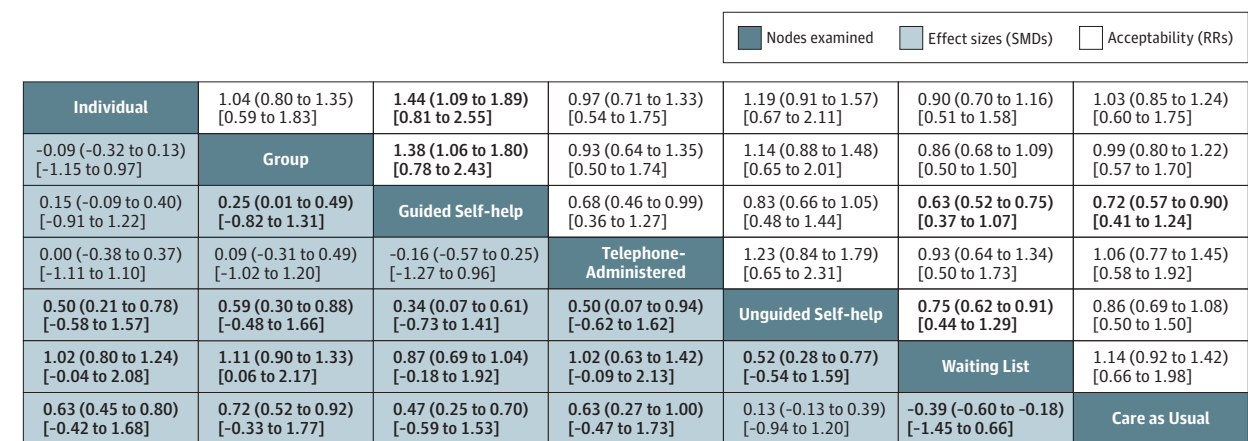 Nodes examined Effect sizes (SMDs) Acceptability (RRs)
Individual 1.04 (0.80 to 1.35) 1.44 (1.09 to 1.89) 0.97 (0.71 to 1.33) 1.19 (0.91 to 1.57) 0.90 (0.70 to 1.16) 1.03 (0.85 to 1.24)
[0.59 to 1.83] [0.81 to 2.55] [0.54 to 1.75] [0.67 to 2.11] [0.51 to 1.58] [0.60 to 1.75]
-0.09 (-0.32 to 0.13) Group 1.38 (1.06 to 1.80) 0.93 (0.64 to 1.35) 1.14 (0.88 to 1.48) 0.86 (0.68 to 1.09) 0.99 (0.80 to 1.22)
[-1.15 to 0.97] [0.78 to 2.43] [0.50 to 1.74] [0.65 to 2.01] [0.50 to 1.50] [0.57 to 1.70]
0.15 (-0.09 to 0.40) 0.25 (0.01 to 0.49) Guided Self-help 0.68 (0.46 to 0.99) 0.83 (0.66 to 1.05) 0.63 (0.52 to 0.75) 0.72 (0.57 to 0.90)
[-0.91 to 1.22] [-0.82 to 1.31] [0.36 to 1.27] [0.48 to 1.44] [0.37 to 1.07] [0.41 to 1.24]
0.00 (-0.38 to 0.37) 0.09 (-0.31 to 0.49) -0.16 (-0.57 to 0.25) Telephone- 1.23 (0.84 to 1.79) 0.93 (0.64 to 1.34) 1.06 (0.77 to 1.45)
[-1.11 to 1.10] [-1.02 to 1.20] [-1.27 to 0.96] Administered [0.65 to 2.31] [0.50 to 1.73] [0.58 to 1.92]
0.50 (0.21 to 0.78) 0.59 (0.30 to 0.88) 0.34 (0.07 to 0.61) 0.50 (0.07 to 0.94) Unguided Self-help 0.75 (0.62 to 0.91) 0.86 (0.69 to 1.08)
[-0.58 to 1.57] [-0.48 to 1.66] [-0.73 to 1.41] [-0.62 to 1.62] [0.44 to 1.29] [0.50 to 1.50]
1.02 (0.80 to 1.24) 1.11 (0.90 to 1.33) 0.87 (0.69 to 1.04) 1.02 (0.63 to 1.42) 0.52 (0.28 to 0.77) Waiting List 1.14 (0.92 to 1.42)
[-0.04 to 2.08] [0.06 to 2.17] [-0.18 to 1.92] [-0.09 to 2.13] [-0.54 to 1.59] [0.66 to 1.98]
0.63 (0.45 to 0.80) 0.72 (0.52 to 0.92) 0.47 (0.25 to 0.70) 0.63 (0.27 to 1.00) 0.13 (-0.13 to 0.39) -0.39 (-0.60 to -0.18) Care as Usual
[-0.42 to 1.68] [-0.33 to 1.77] [-0.59 to 1.53] [-0.47 to 1.73] [-0.94 to 1.20] [-1.45 to 0.66]